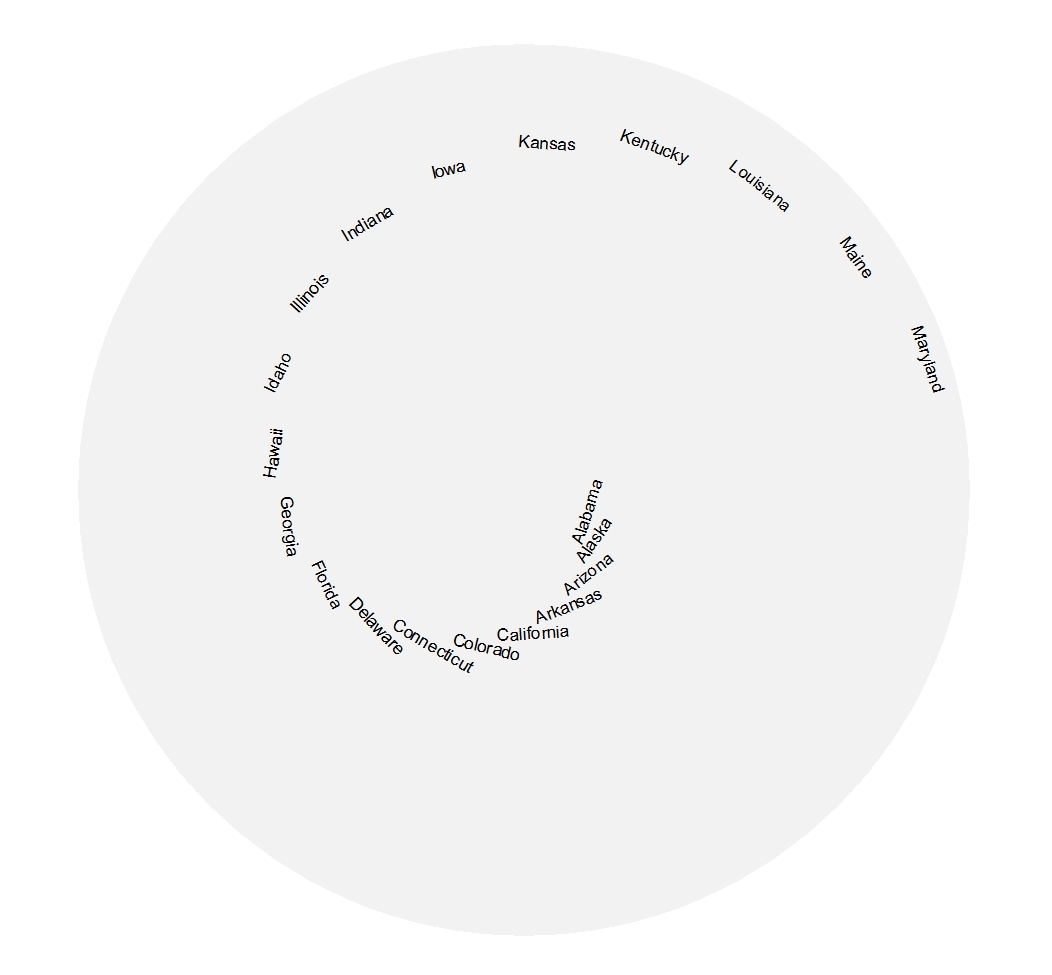 Alabama
Alaska
Arizona
Arkansas
California
Colorado
Connecticut
Delaware
Florida
Georgia
Hawaii
Idaho
Illinois
Indiana
Iowa
Kansas
Kentucky
Louisiana
Maine
Maryland